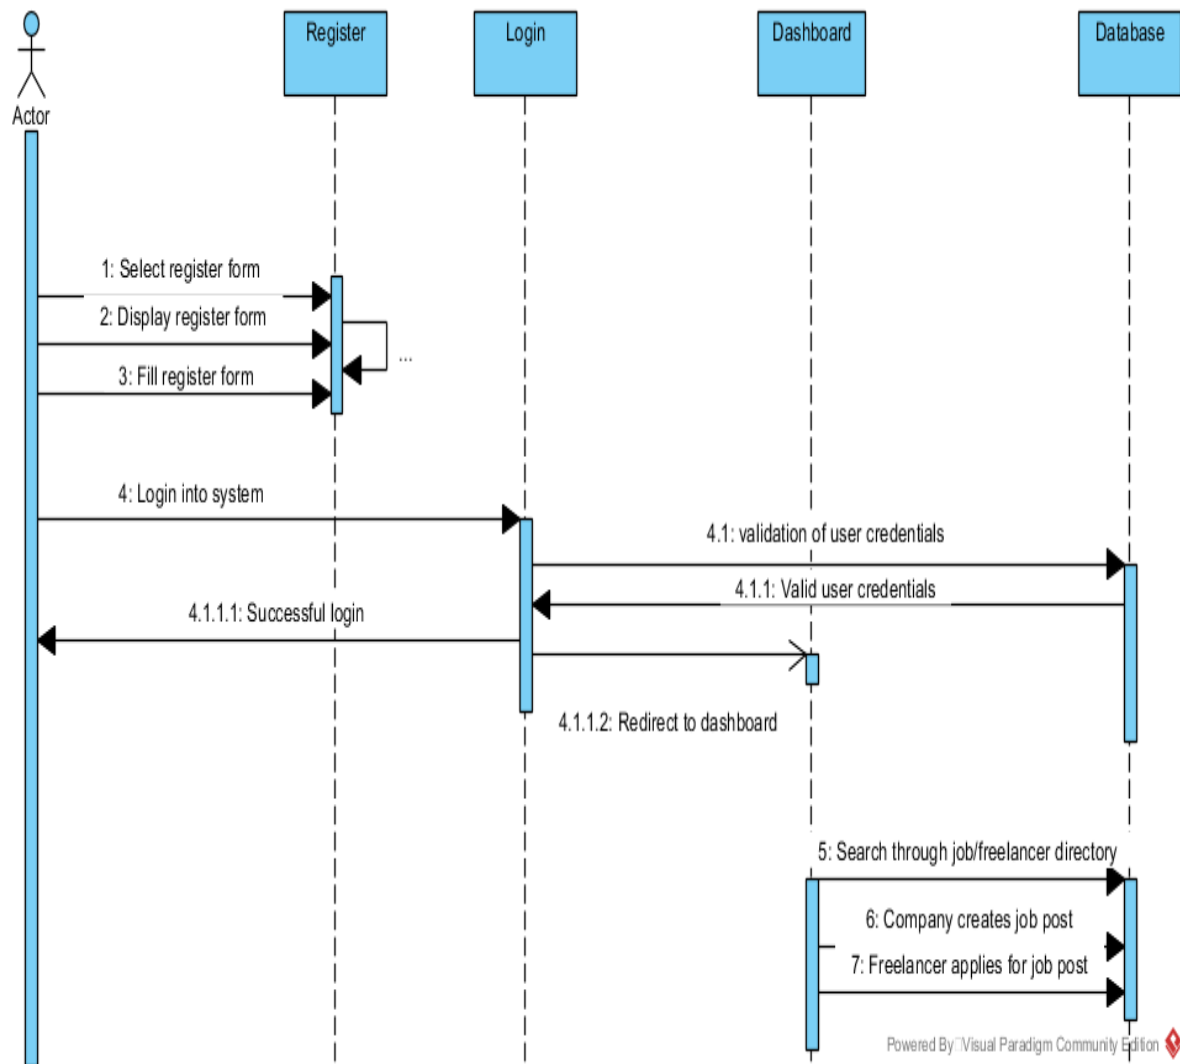 Register
Login
Dashboard
Database
Actor
1: Select register form
2: Display register form
...
3: Fill register form
4: Login into system
4.1: validation of user credentials
4.1.1: Valid user credentials
4.1.1.1: Successful login
4.1.1.2: Redirect to dashboard
5: Search through job/freelancer directory
6: Company creates job post
7: Freelancer applies for job post
Powered By Visual Paradigm Community Edition